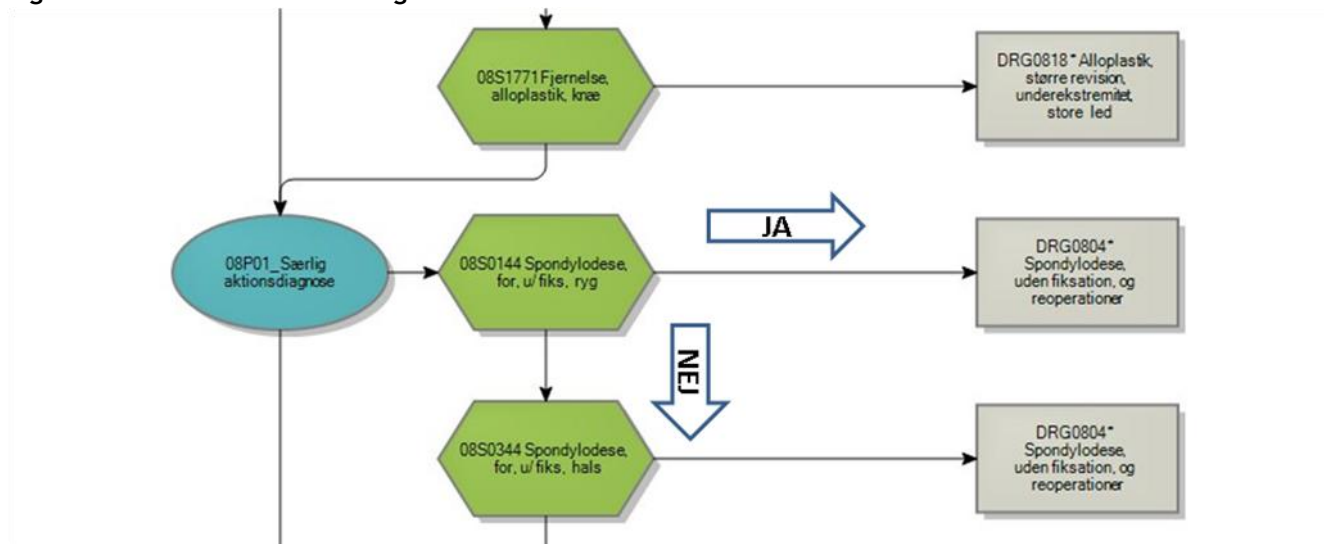 08S1771 Fjernelse,
alloplastik, knæ
DRG0818* Alloplastik,
større revision,
underekstremitet,
store led
JA
08P01_Særlig
aktionsdiagnose
08S0144 Spondylodese,
for, u/fiks, ryg
DRG0804*
Spondylodese,
uden fiksation, og
reoperationer
NEJ
08S0344 Spondylodese,
for, u/fiks, hals
DRG0804*
Spondylodese,
uden fiksation, og
reoperationer